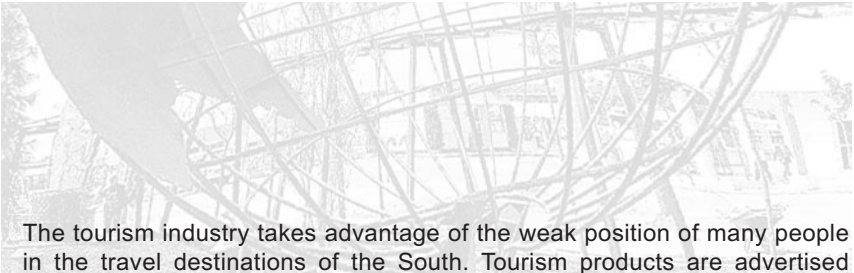 The tourism industry takes advantage of the weak position of many people
in the travel destinations of the South. Tourism products are advertised